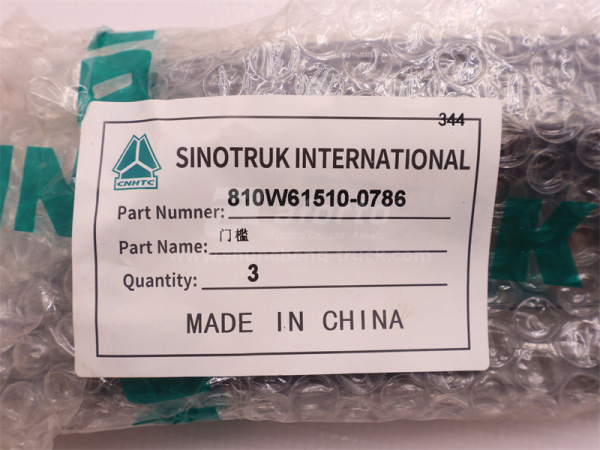 344
SINOTRUK INTERNATIONAL
CNHTC
Part Numner: 810W61510-0786
Part Name: 门槛
Quantity: 3
MADE IN CHINA